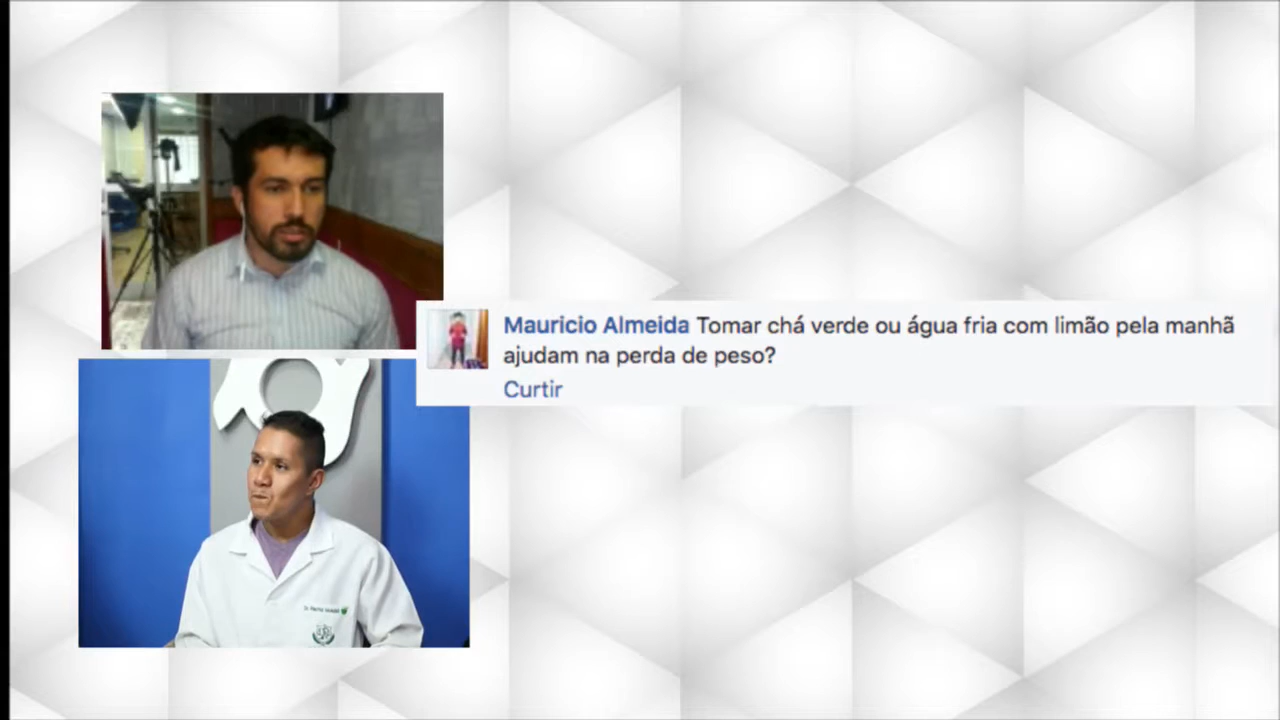 Mauricio Almeida Tomar chá verde ou água fria com limão pela manhã
ajudam na perda de peso?
Curtir